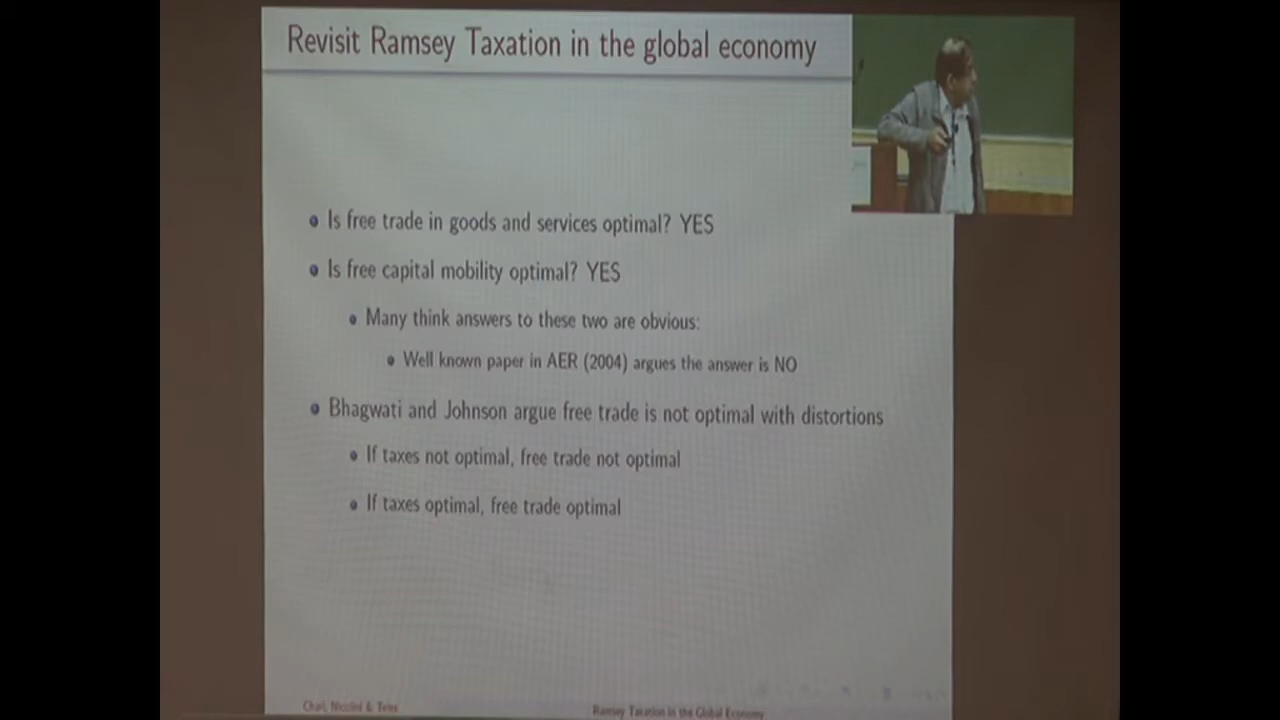 Revisit Ramsey Taxation in the global economy
Is free trade in goods and services optimal? YES
Is free capital mobility optimal? YES
Many think answers to these two are obvious:
Well known paper in AER (2004) argues the answer is NO
Bhagwati and Johnson argue free trade is not optimal with distortions
If taxes not optimal, free trade not optimal
If taxes optimal, free trade optimal
Chari, Nicolini & Teles
Ramsey Taxation in the Global Economy